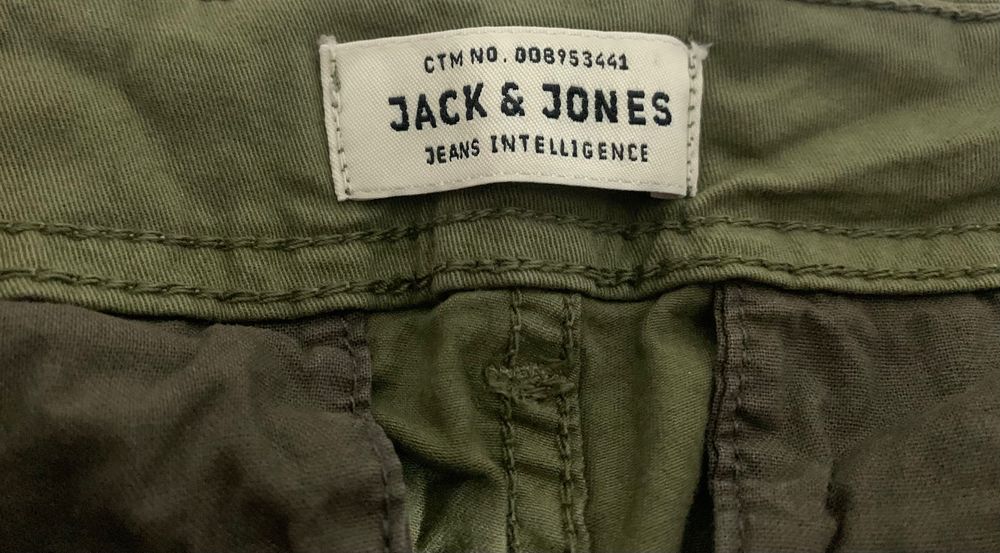 CTM NO. 008953441
JACK & JONES
JEANS INTELLIGENCE